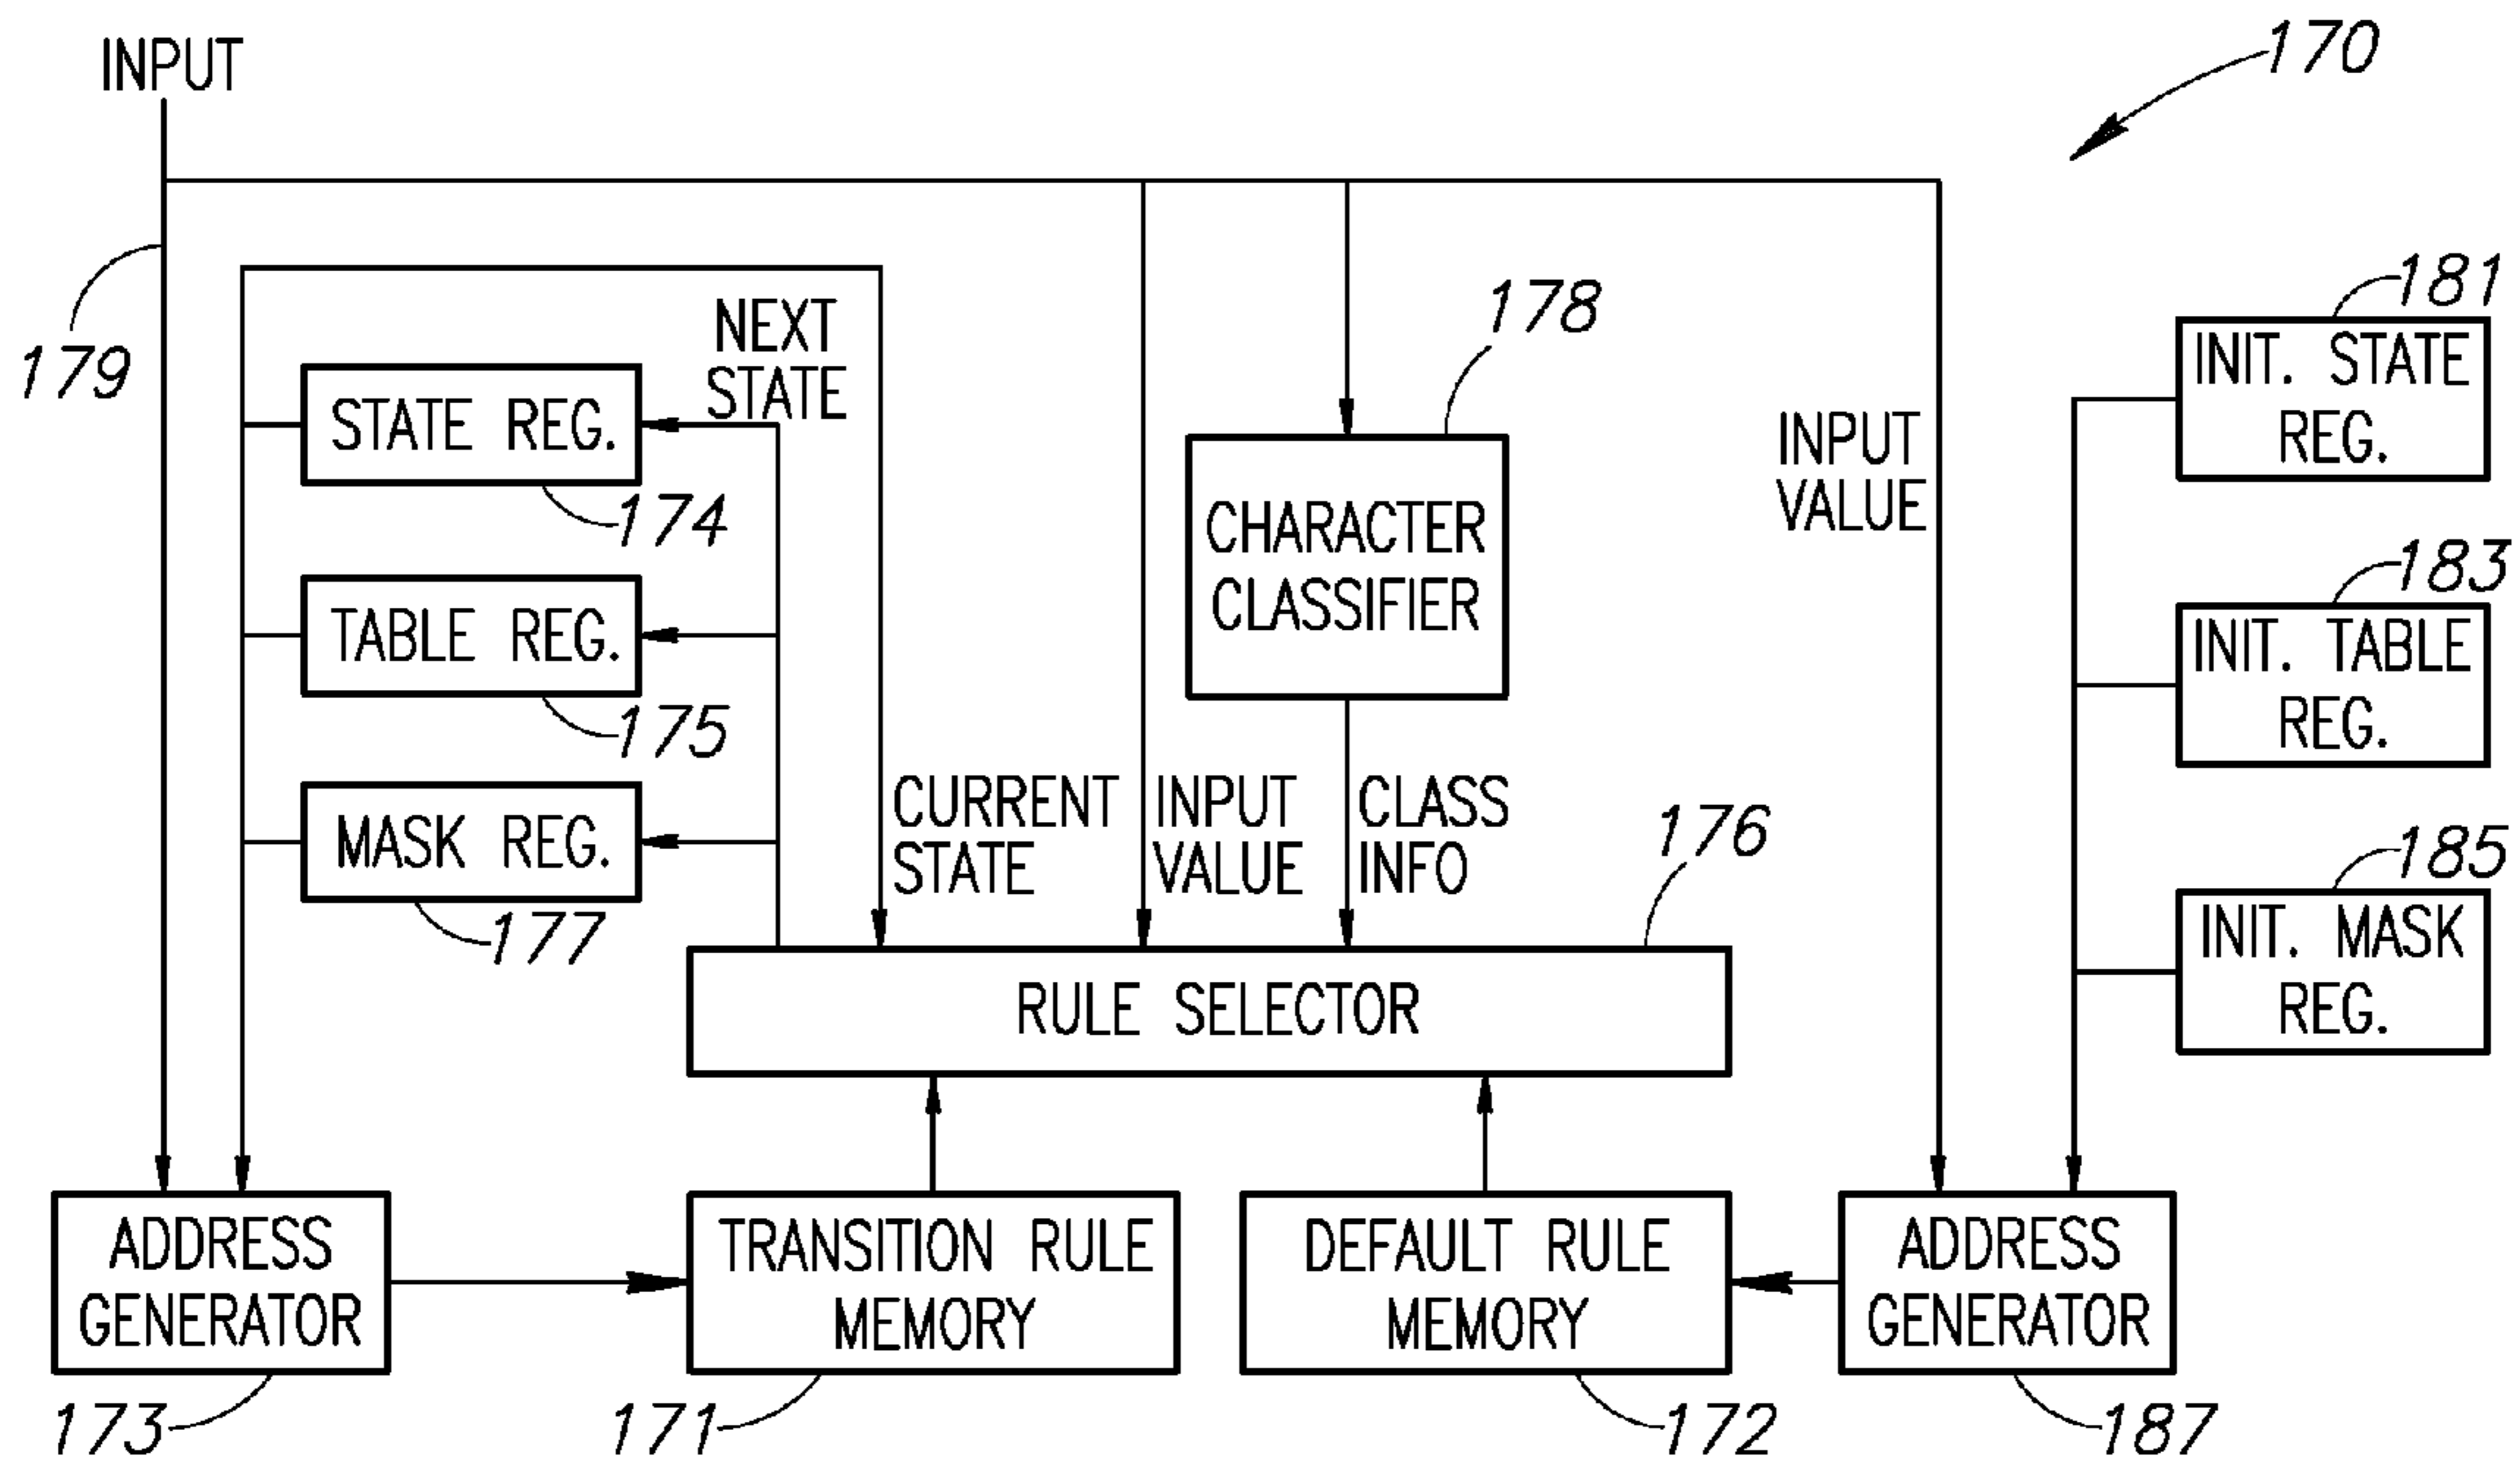 INPUT
170
179
NEXT
STATE
STATE REG.
174
TABLE REG.
175
MASK REG.
177
178
CHARACTER
CLASSIFIER
CURRENT
STATE
INPUT
VALUE
CLASS
INFO
INPUT
VALUE
176
RULE SELECTOR
181
INIT. STATE
REG.
183
INIT. TABLE
REG.
185
INIT. MASK
REG.
ADDRESS
GENERATOR
173
TRANSITION RULE
MEMORY
171
DEFAULT RULE
MEMORY
172
ADDRESS
GENERATOR
187